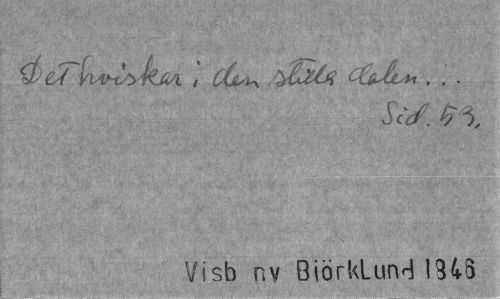 Det hviskar i den stilla dalen...
Sid. 53.
Visb nv BiörkLund 1846